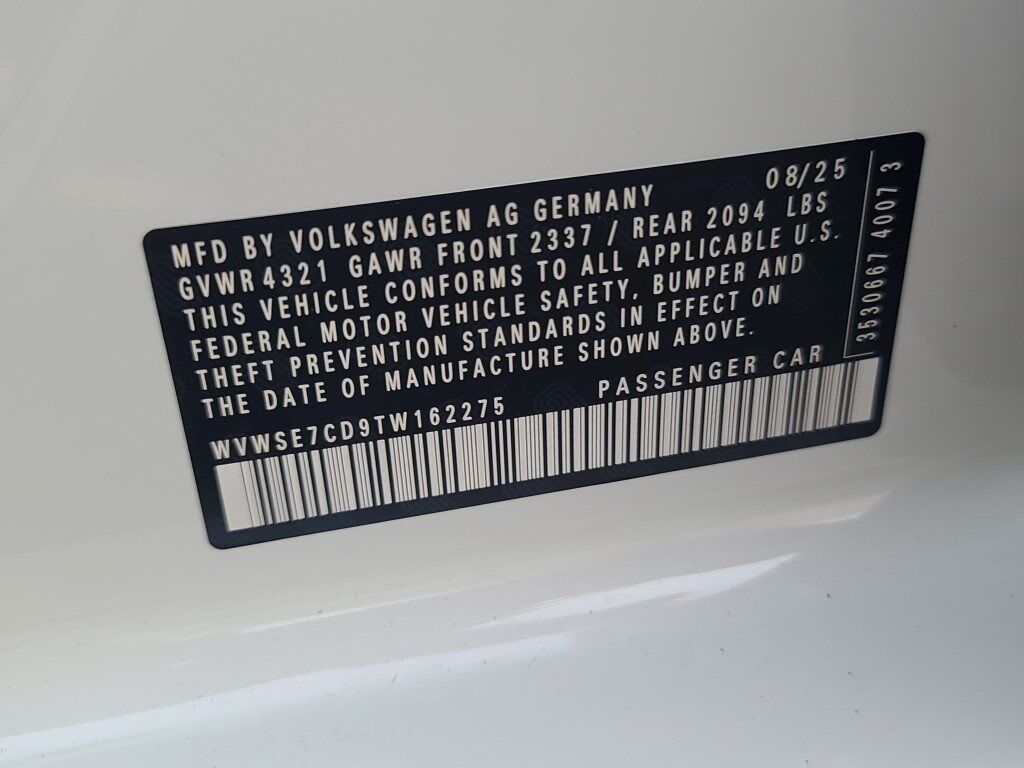 08/25
MFD BY VOLKSWAGEN AG GERMANY
GVWR 4321 GAWR FRONT 2337 / REAR 2094 LBS
THIS VEHICLE CONFORMS TO ALL APPLICABLE U.S.
FEDERAL MOTOR VEHICLE SAFETY, BUMPER AND
THEFT PREVENTION STANDARDS IN EFFECT ON
THE DATE OF MANUFACTURE SHOWN ABOVE.
WVWSE7CD9TW162275 PASSENGER CAR
3530667 4007 3